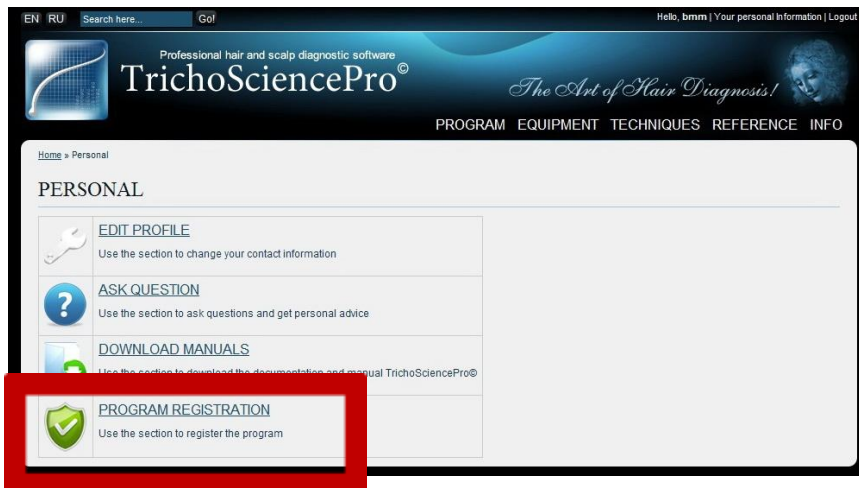 EN RU Search here... Go! Hello, bmm | Your personal Information | Logout
Professional hair and scalp diagnostic software
TrichoSciencePro©
The Art of Hair Diagnosis!
PROGRAM EQUIPMENT TECHNIQUES REFERENCE INFO
Home » Personal
PERSONAL
EDIT PROFILE
Use the section to change your contact information
ASK QUESTION
Use the section to ask questions and get personal advice
DOWNLOAD MANUALS
Use the section to download the documentation and manual TrichoSciencePro©
PROGRAM REGISTRATION
Use the section to register the program